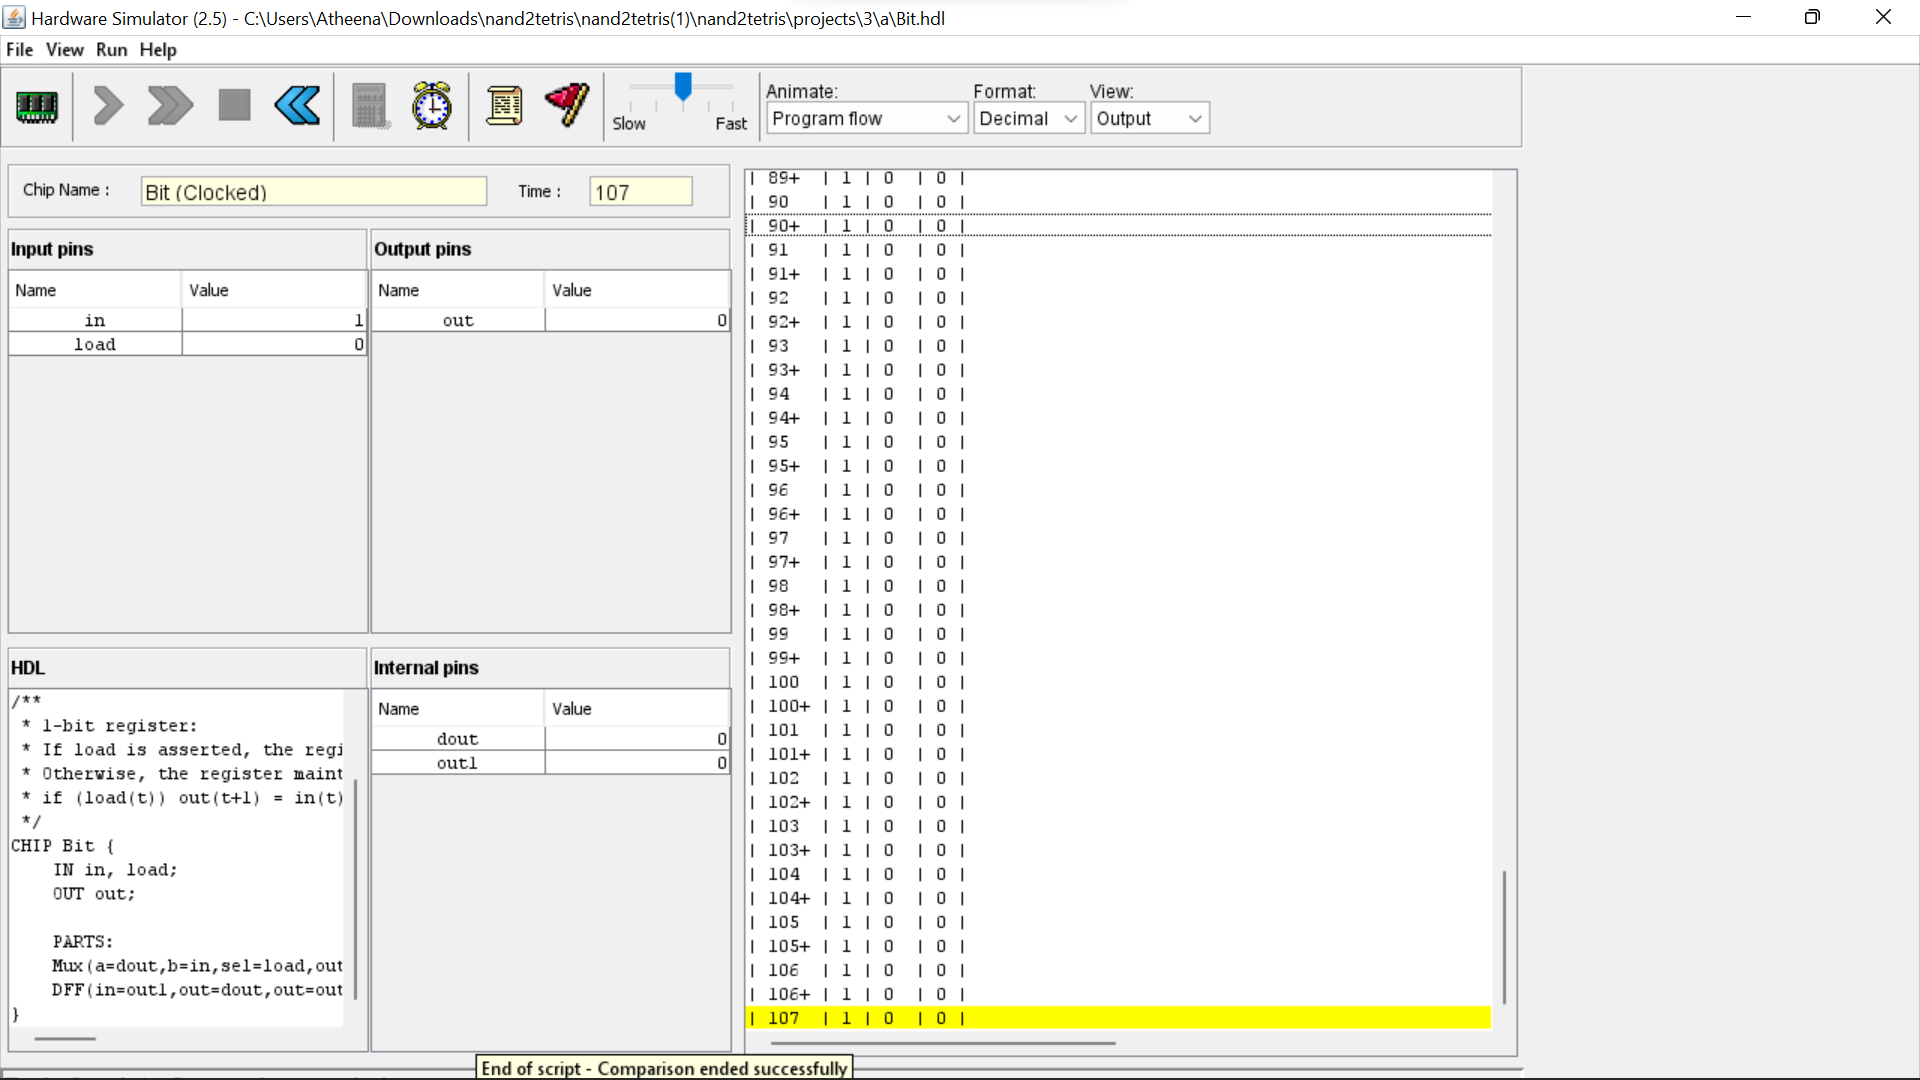 Hardware Simulator (2.5) - C:\Users\Atheena\Downloads\nand2tetris\nand2tetris(1)\nand2tetris\projects\3\a\Bit.hdl
File View Run Help
Slow Fast
Animate:
Program flow
Format:
Decimal
View:
Output
Chip Name :
Bit (Clocked)
Time :
107
Input pins
Name Value
in 1
load 0
Output pins
Name Value
out 0
HDL
/**
* 1-bit register:
* If load is asserted, the regi
* Otherwise, the register maint
* if (load(t)) out(t+1) = in(t)
*/
CHIP Bit {
IN in, load;
OUT out;
PARTS:
Mux(a=dout,b=in,sel=load,out
DFF(in=out1,out=dout,out=out
}
Internal pins
Name Value
dout 0
out1 0
| 89+ | 1 | 0 | 0 |
| 90 | 1 | 0 | 0 |
| 90+ | 1 | 0 | 0 |
| 91 | 1 | 0 | 0 |
| 91+ | 1 | 0 | 0 |
| 92 | 1 | 0 | 0 |
| 92+ | 1 | 0 | 0 |
| 93 | 1 | 0 | 0 |
| 93+ | 1 | 0 | 0 |
| 94 | 1 | 0 | 0 |
| 94+ | 1 | 0 | 0 |
| 95 | 1 | 0 | 0 |
| 95+ | 1 | 0 | 0 |
| 96 | 1 | 0 | 0 |
| 96+ | 1 | 0 | 0 |
| 97 | 1 | 0 | 0 |
| 97+ | 1 | 0 | 0 |
| 98 | 1 | 0 | 0 |
| 98+ | 1 | 0 | 0 |
| 99 | 1 | 0 | 0 |
| 99+ | 1 | 0 | 0 |
| 100 | 1 | 0 | 0 |
| 100+ | 1 | 0 | 0 |
| 101 | 1 | 0 | 0 |
| 101+ | 1 | 0 | 0 |
| 102 | 1 | 0 | 0 |
| 102+ | 1 | 0 | 0 |
| 103 | 1 | 0 | 0 |
| 103+ | 1 | 0 | 0 |
| 104 | 1 | 0 | 0 |
| 104+ | 1 | 0 | 0 |
| 105 | 1 | 0 | 0 |
| 105+ | 1 | 0 | 0 |
| 106 | 1 | 0 | 0 |
| 106+ | 1 | 0 | 0 |
| 107 | 1 | 0 | 0 |
End of script - Comparison ended successfully